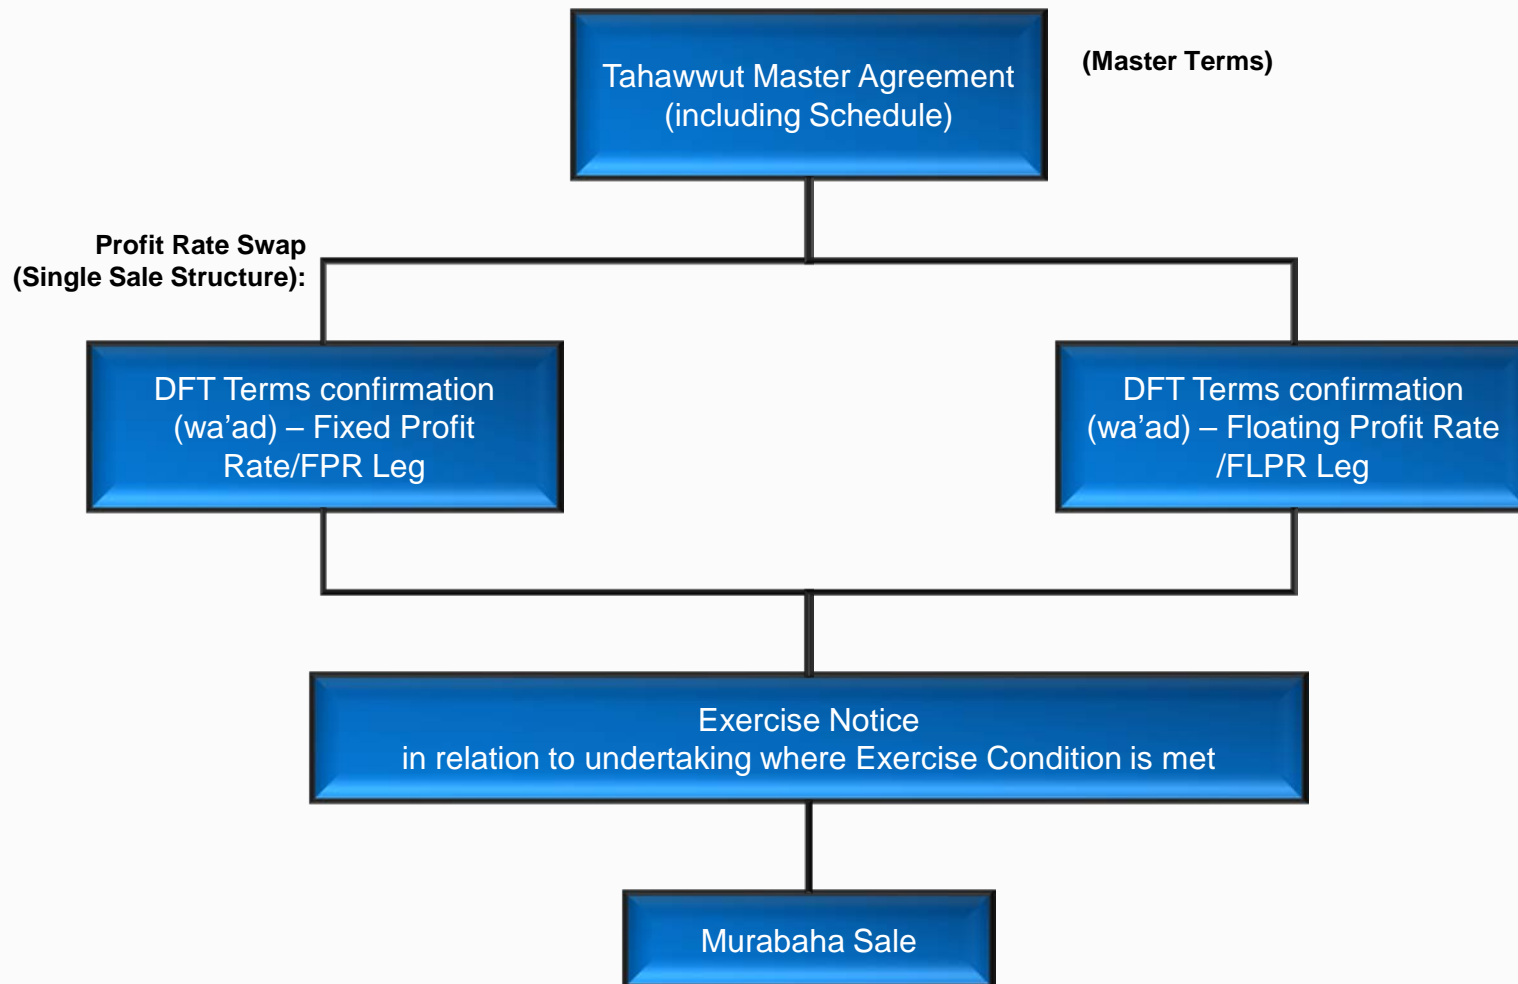 Tahawwut Master Agreement
(including Schedule)
(Master Terms)
Profit Rate Swap
(Single Sale Structure):
DFT Terms confirmation
(wa’ad) – Fixed Profit
Rate/FPR Leg
DFT Terms confirmation
(wa’ad) – Floating Profit Rate
/FLPR Leg
Exercise Notice
in relation to undertaking where Exercise Condition is met
Murabaha Sale